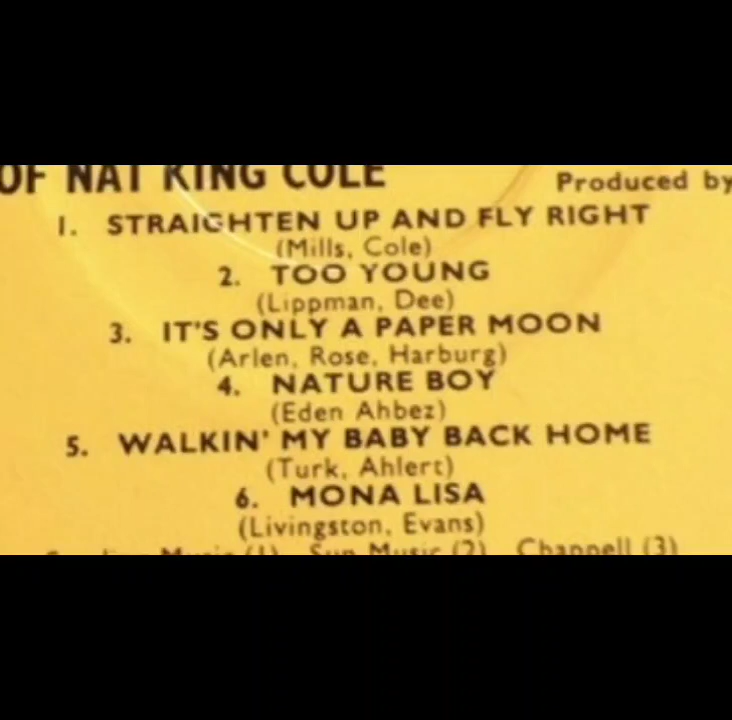 OF NAT KING COLE
Produced by
1. STRAIGHTEN UP AND FLY RIGHT
(Mills, Cole)
2. TOO YOUNG
(Lippman, Dee)
3. IT'S ONLY A PAPER MOON
(Arlen, Rose, Harburg)
4. NATURE BOY
(Eden Ahbez)
5. WALKIN' MY BABY BACK HOME
(Turk, Ahlert)
6. MONA LISA
(Livingston, Evans)
Music (1) Sun Music (2) Chappell (3)